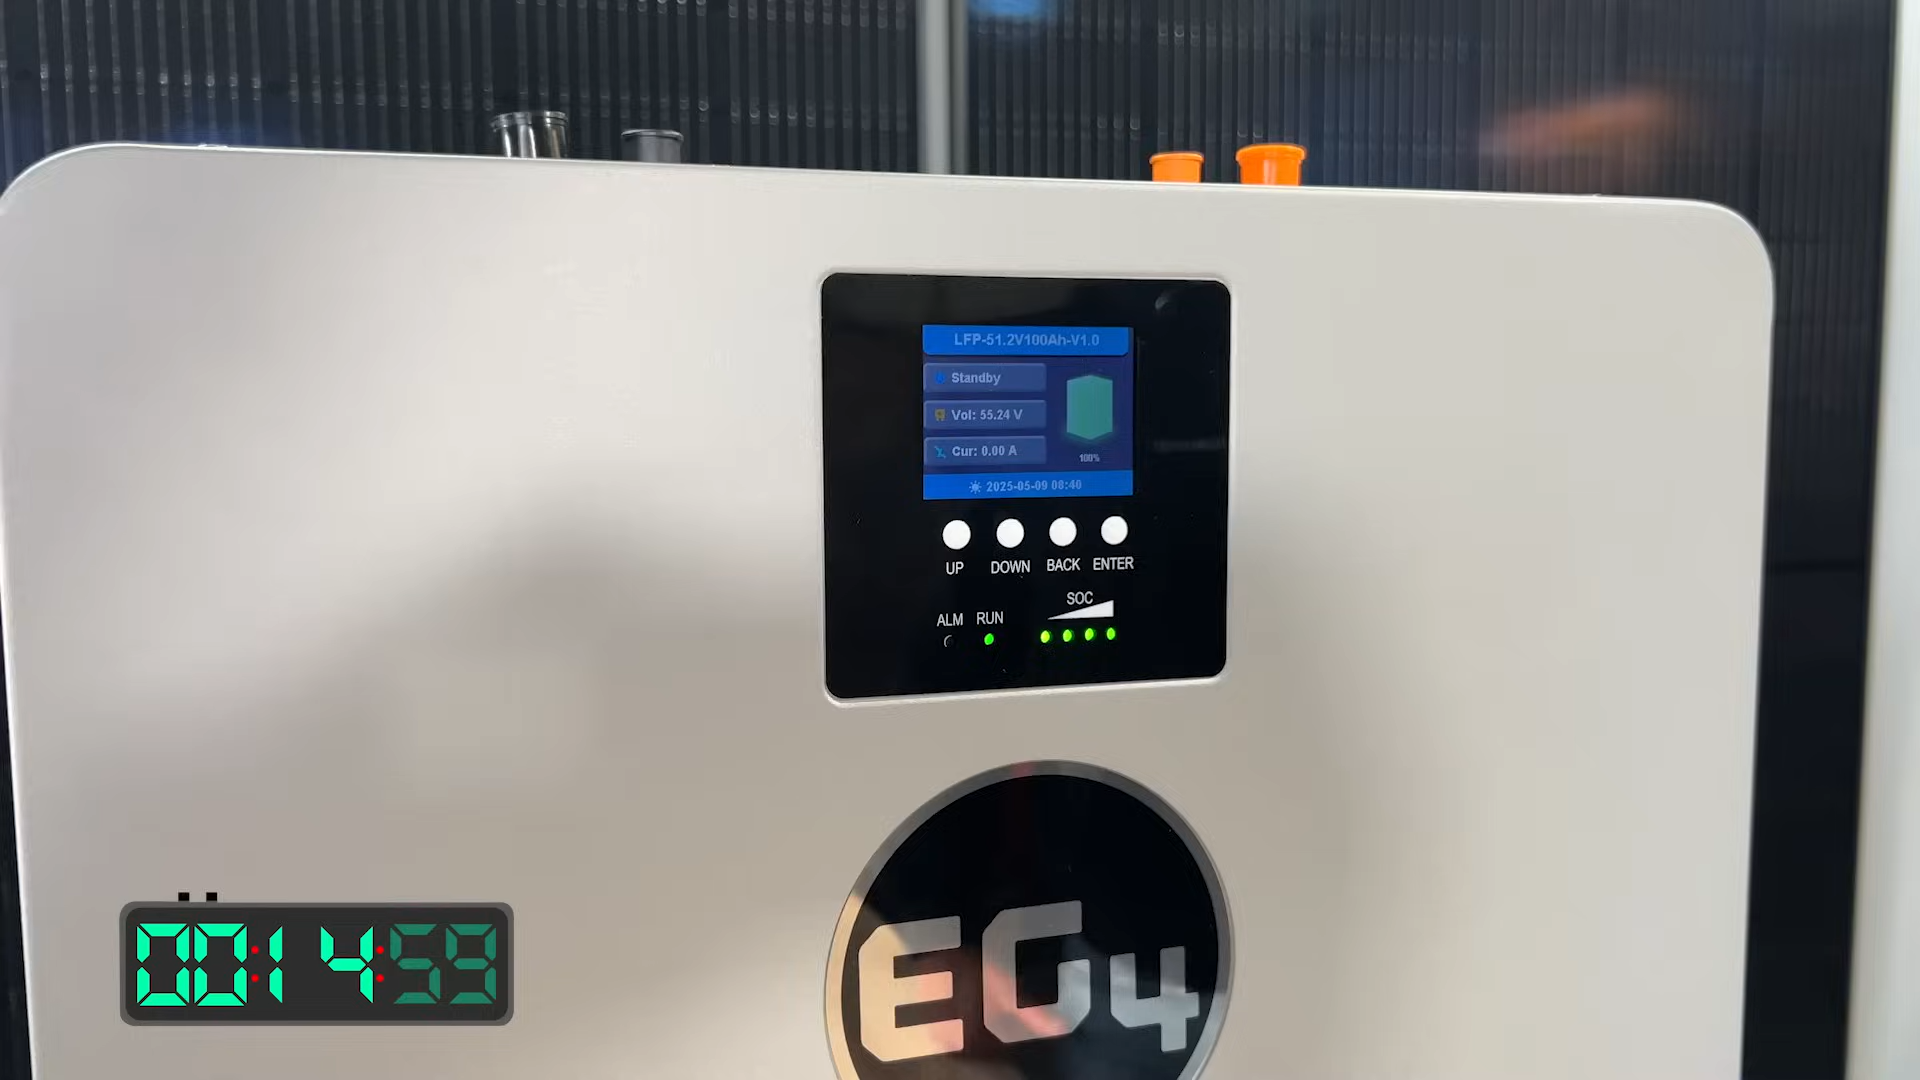 LFP-51.2V100Ah-V1.0
Standby
Vol: 55.24 V
Cur: 0.00 A
100%
2025-05-09 08:40
UP DOWN BACK ENTER
SOC
ALM RUN
EG4
00:14:59